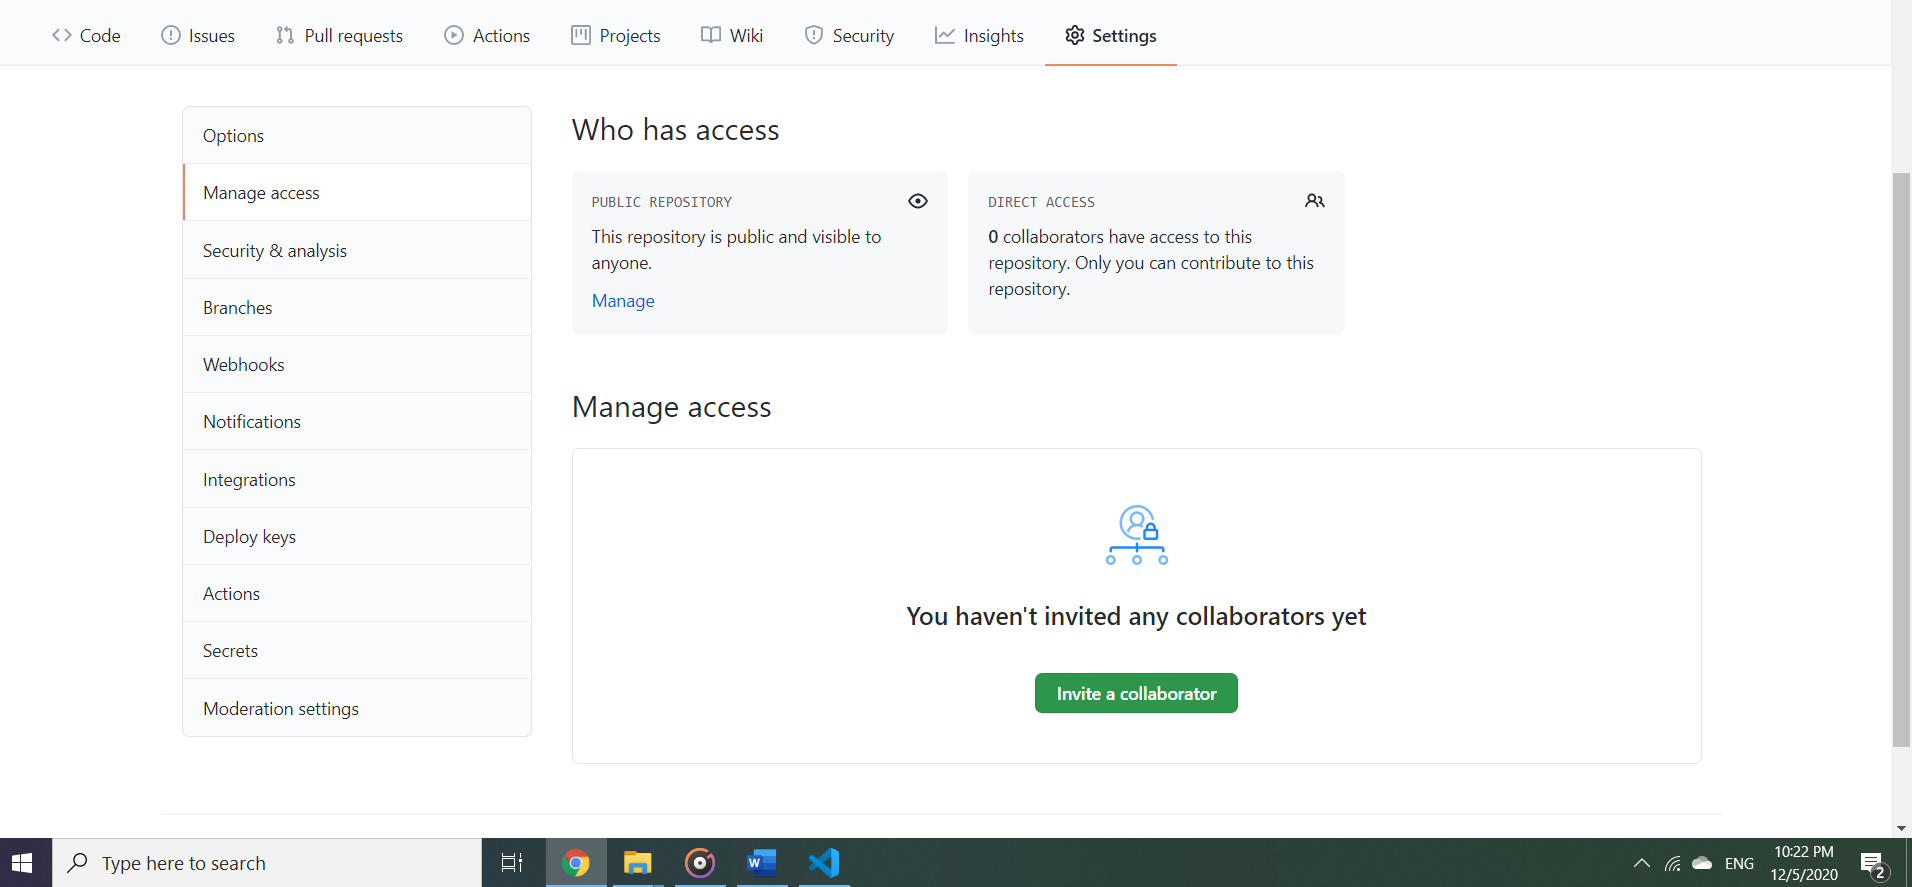 Code Issues Pull requests Actions Projects Wiki Security Insights Settings
Options
Manage access
Security & analysis
Branches
Webhooks
Notifications
Integrations
Deploy keys
Actions
Secrets
Moderation settings
Who has access
PUBLIC REPOSITORY
This repository is public and visible to
anyone.
Manage
DIRECT ACCESS
0 collaborators have access to this
repository. Only you can contribute to this
repository.
Manage access
You haven't invited any collaborators yet
Invite a collaborator
Type here to search
W
ENG
10:22 PM
12/5/2020
2